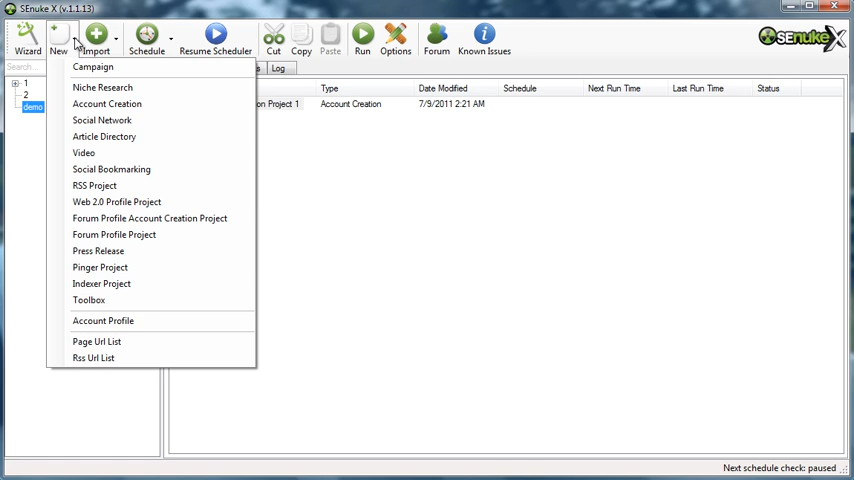 SEnuke X (v.1.1.13)
Wizard
New
Import
Schedule
Resume Scheduler
Cut
Copy
Paste
Run
Options
Forum
Known Issues
SEnukeX
Search...
Log
1
2
demo
Campaign
Niche Research
Account Creation
Social Network
Article Directory
Video
Social Bookmarking
RSS Project
Web 2.0 Profile Project
Forum Profile Account Creation Project
Forum Profile Project
Press Release
Pinger Project
Indexer Project
Toolbox
Account Profile
Page Url List
Rss Url List
Type
Date Modified
Schedule
Next Run Time
Last Run Time
Status
Project 1
Account Creation
7/9/2011 2:21 AM
Next schedule check: paused